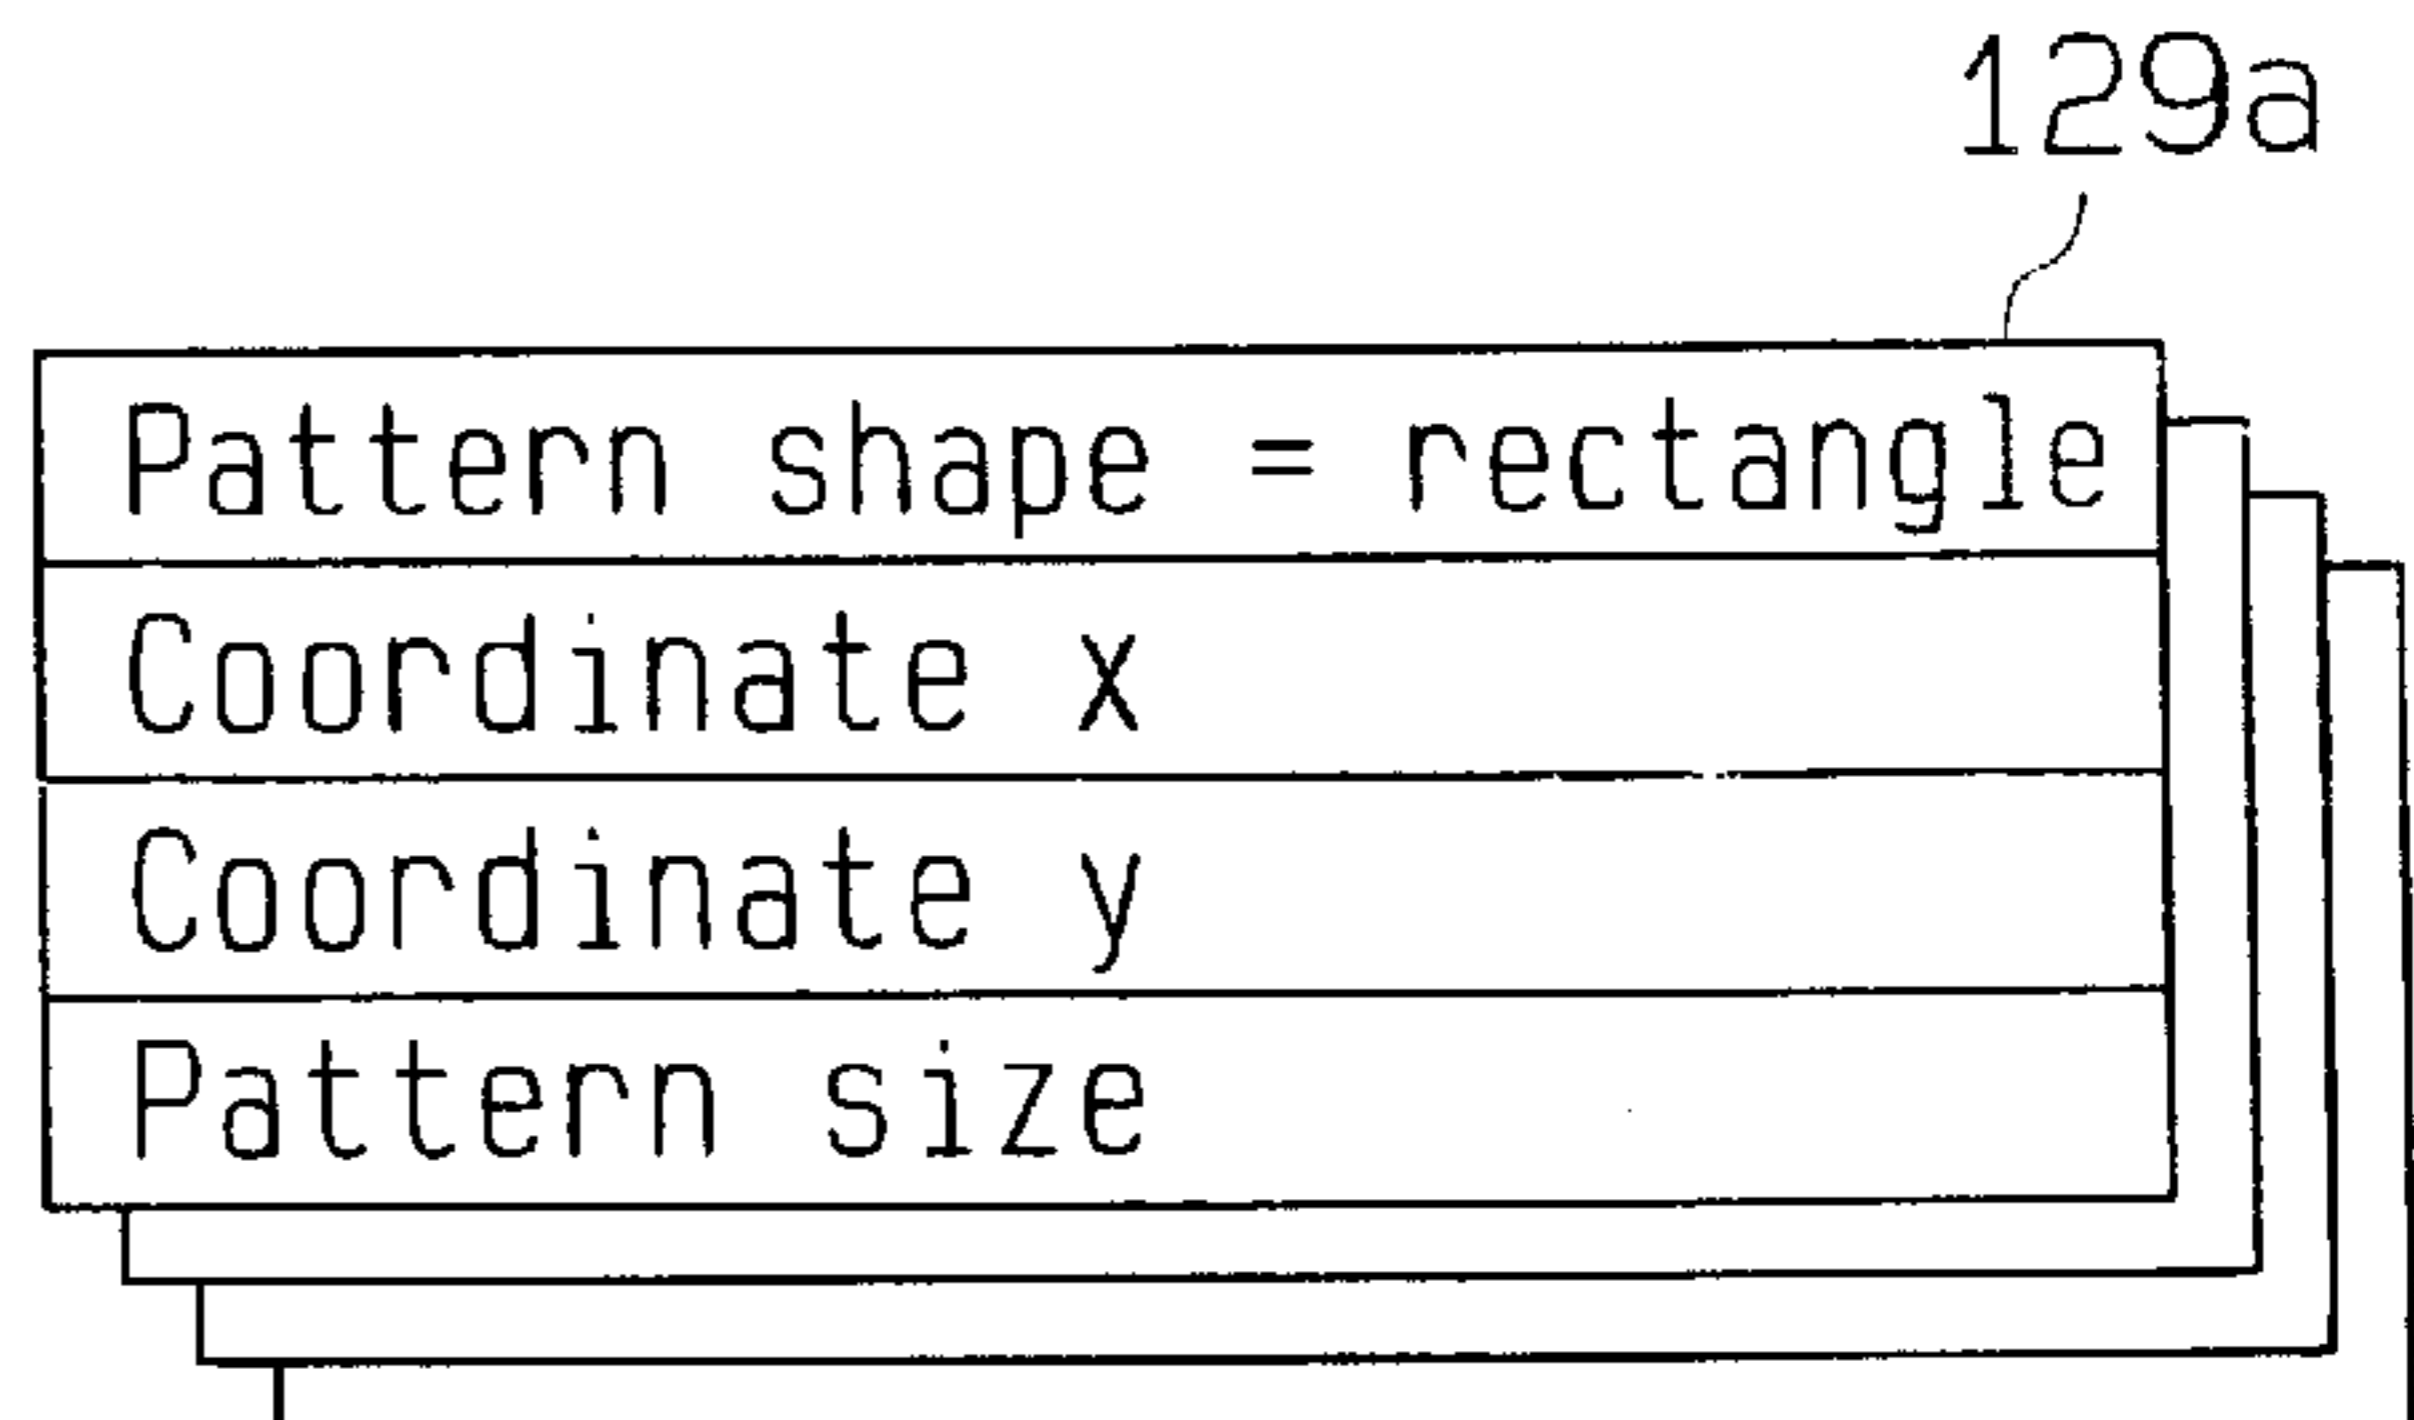 129a
Pattern shape = rectangle
Coordinate x
Coordinate y
Pattern size